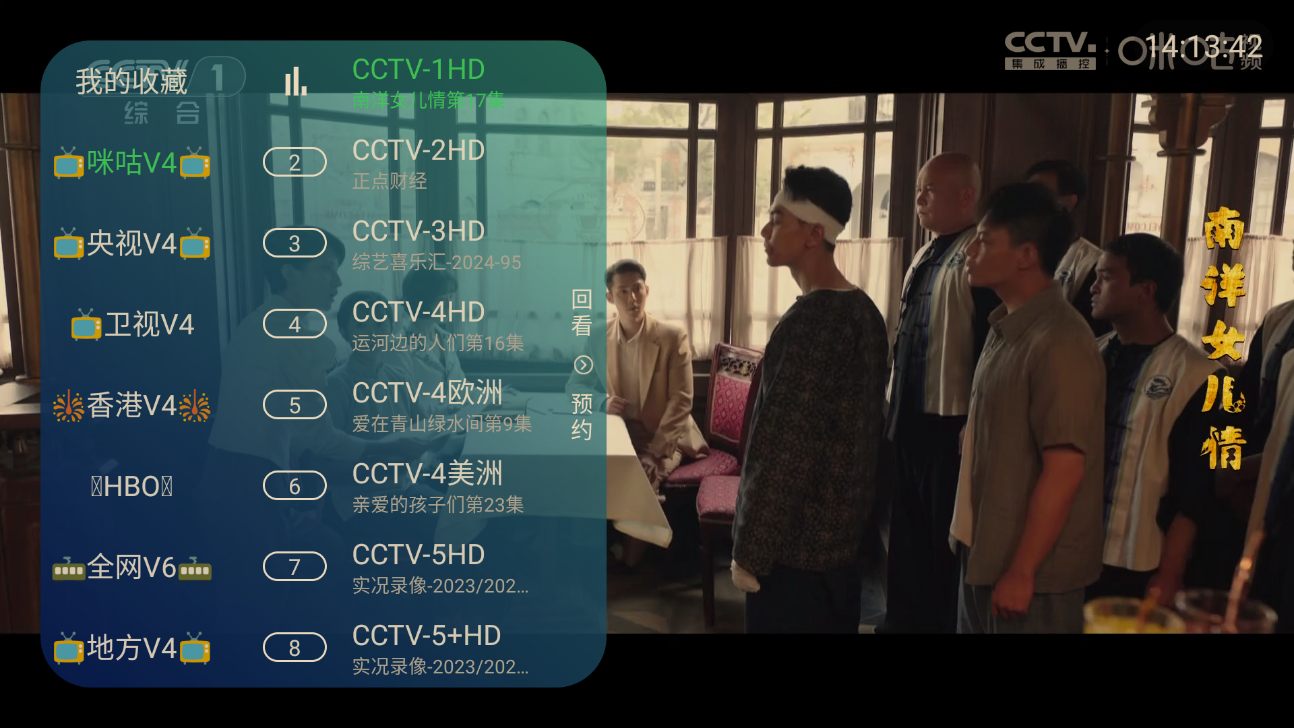 我的收藏
📺咪咕V4📺
📺央视V4📺
📺卫视V4
🎆香港V4🎆
HBO
🚟全网V6🚟
📺地方V4📺
CCTV 1
综 合
CCTV-1HD
南洋女儿情第17集
2
CCTV-2HD
正点财经
3
CCTV-3HD
综艺喜乐汇-2024-95
4
CCTV-4HD
运河边的人们第16集
5
CCTV-4欧洲
爱在青山绿水间第9集
6
CCTV-4美洲
亲爱的孩子们第23集
7
CCTV-5HD
实况录像-2023/202...
8
CCTV-5+HD
实况录像-2023/202...
回看
预约
CCTV.
集成播控
14:13:42
南洋女儿情